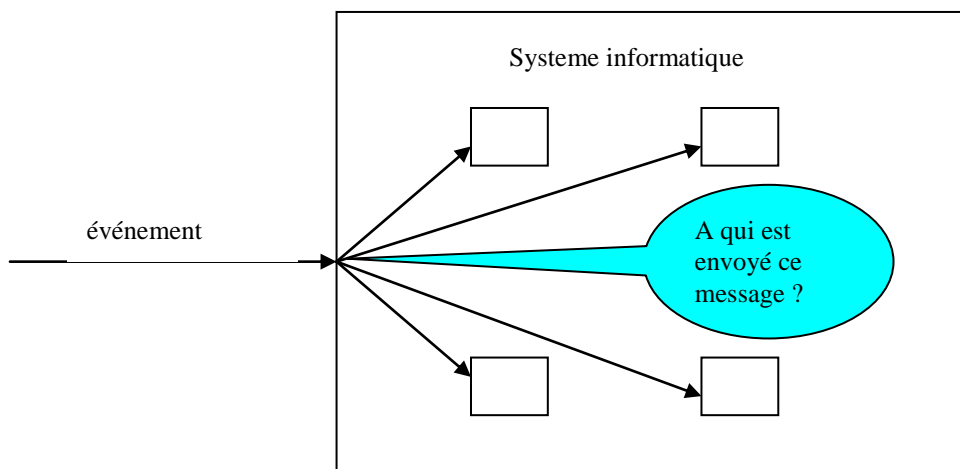 Systeme informatique
événement
A qui est
envoyé ce
message ?